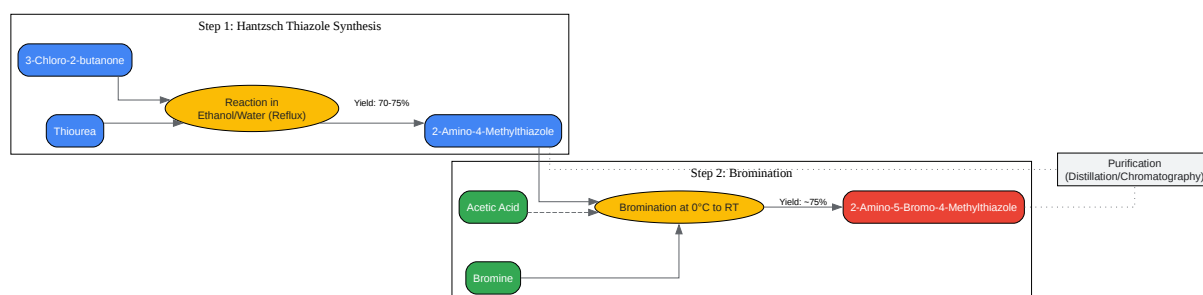 Step 1: Hantzsch Thiazole Synthesis
3-Chloro-2-butanone
Reaction in
Ethanol/Water (Reflux)
Yield: 70-75%
Thiourea
2-Amino-4-Methylthiazole
Purification
(Distillation/Chromatography)
Step 2: Bromination
Acetic Acid
Bromination at 0°C to RT
Yield: ~75%
2-Amino-5-Bromo-4-Methylthiazole
Bromine